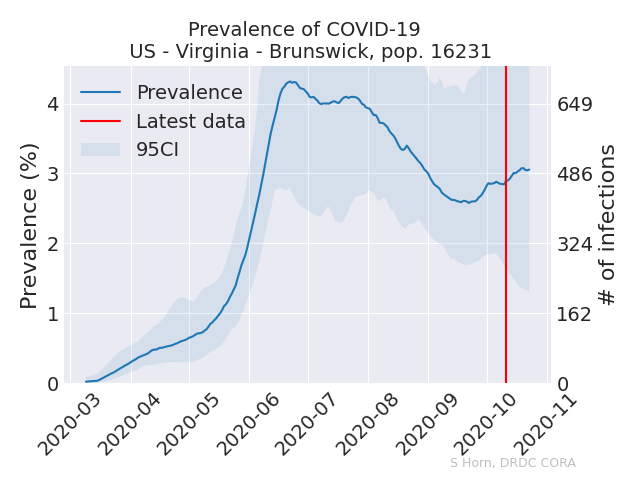 Prevalence of COVID-19
US - Virginia - Brunswick, pop. 16231
Prevalence
Latest data
95CI
Prevalence (%)
4
3
2
1
0
649
486
324
162
0
# of infections
2020-03
2020-04
2020-05
2020-06
2020-07
2020-08
2020-09
2020-10
2020-11
S Horn, DRDC CORA